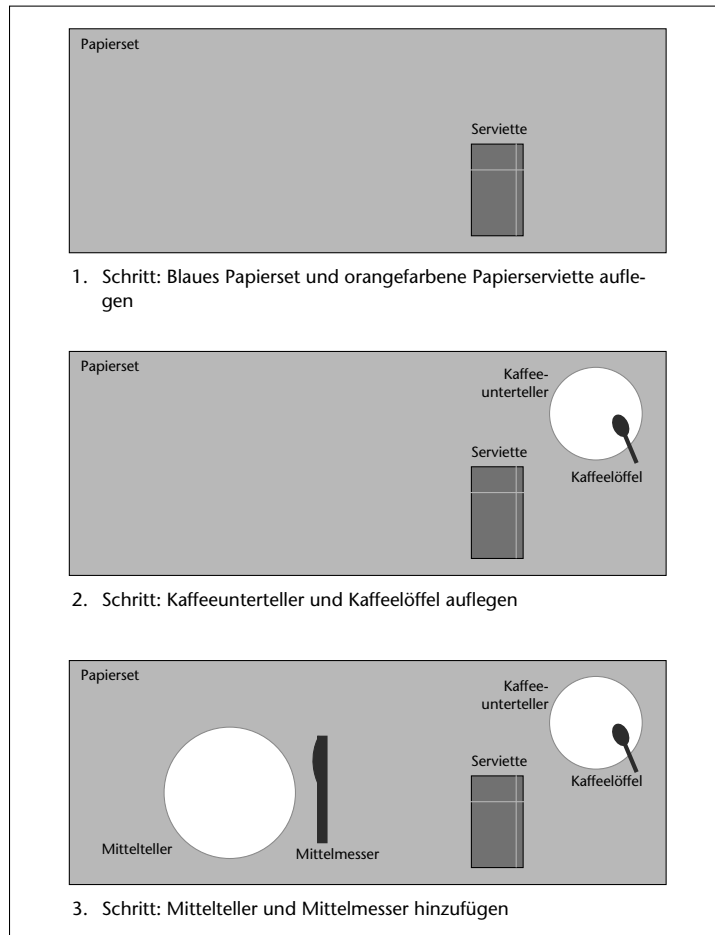 Papierset
Serviette
1. Schritt: Blaues Papierset und orangefarbene Papierserviette aufle-
gen
Papierset
Kaffee-
unterteller
Serviette
Kaffeelöffel
2. Schritt: Kaffeeunterteller und Kaffeelöffel auflegen
Papierset
Kaffee-
unterteller
Serviette
Kaffeelöffel
Mittelteller
Mittelmesser
3. Schritt: Mittelteller und Mittelmesser hinzufügen